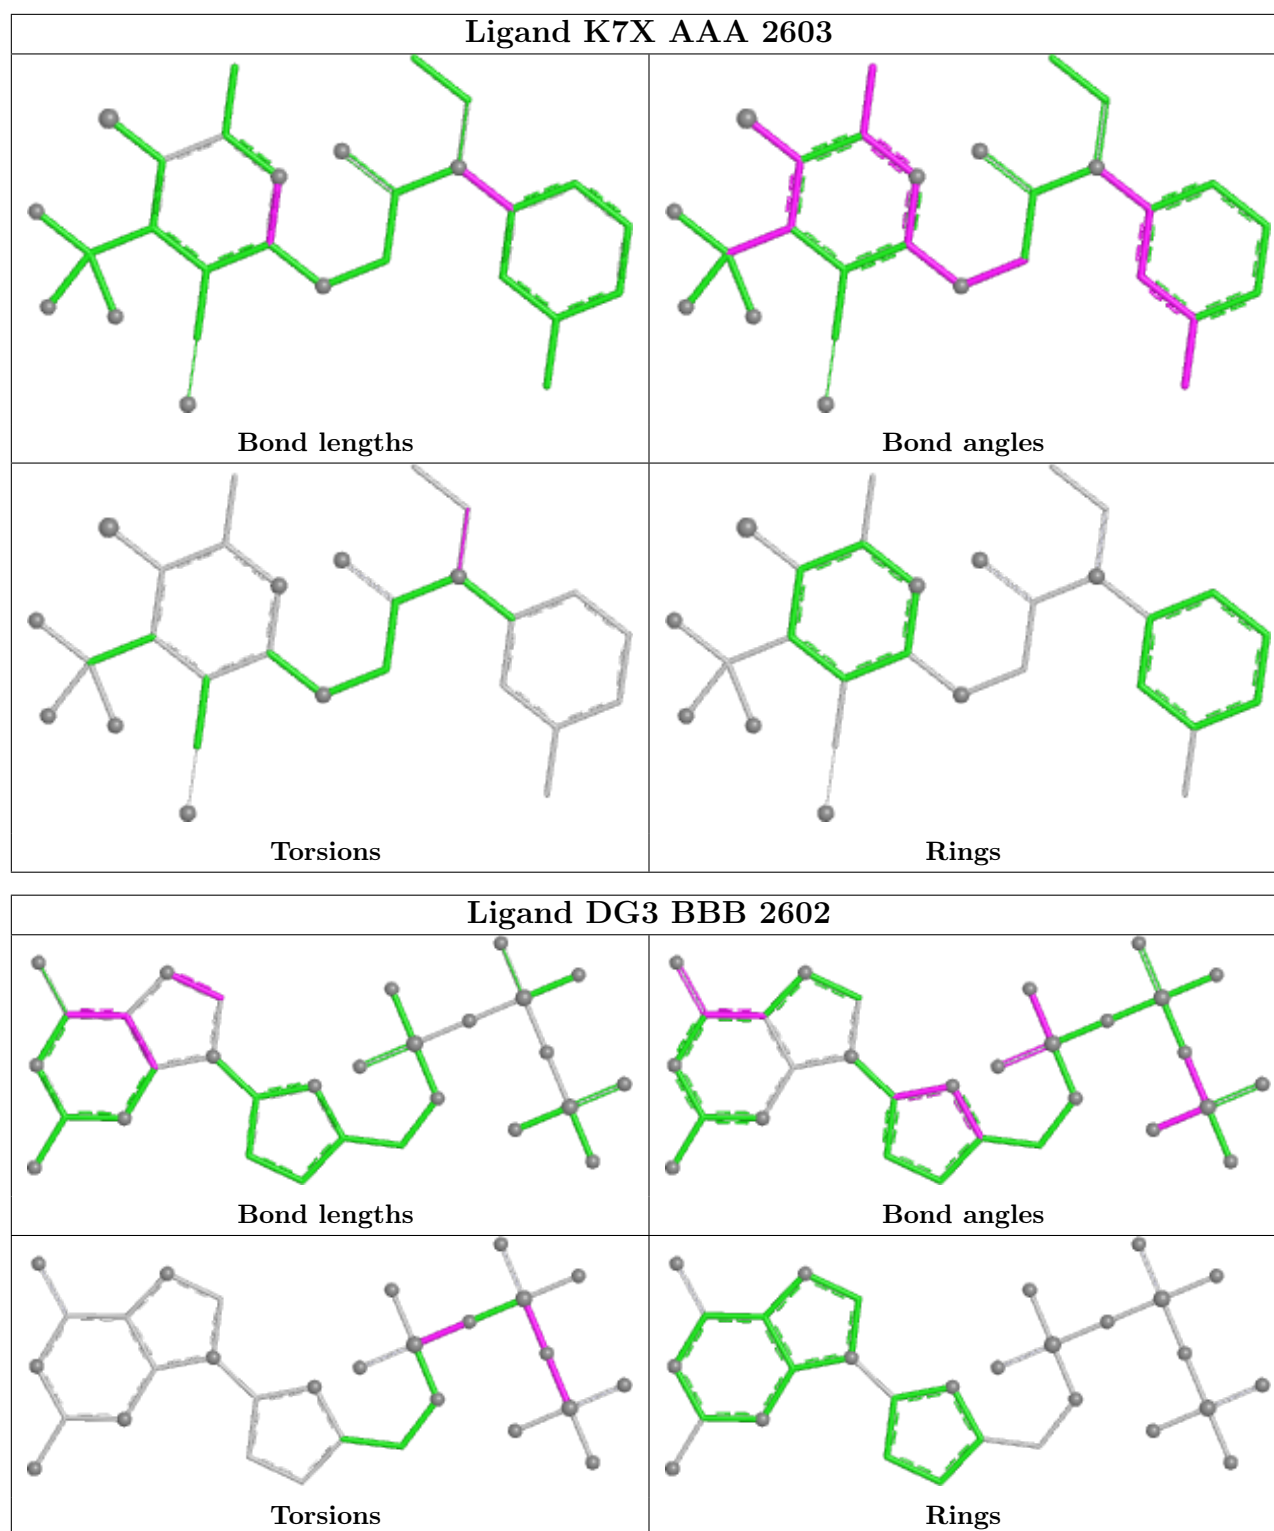 Ligand K7X AAA 2603
Bond lengths
Bond angles
Torsions
Rings
Ligand DG3 BBB 2602
Bond lengths
Bond angles
Torsions
Rings